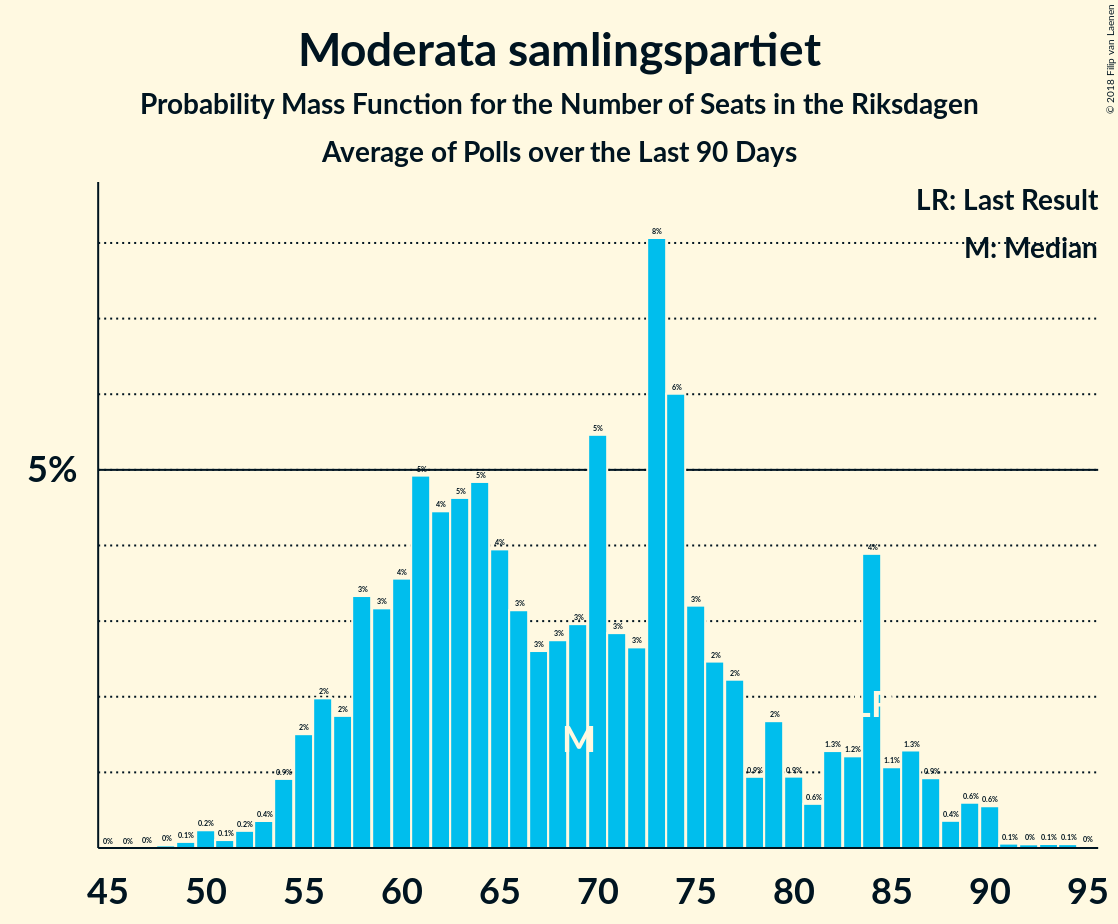 Moderata samlingspartiet
Probability Mass Function for the Number of Seats in the Riksdagen
Average of Polls over the Last 90 Days
© 2018 Filip van Laenen
LR: Last Result
M: Median
5%
0% 0% 0% 0% 0.1% 0.2% 0.1% 0.2% 0.4% 0.9% 2% 2% 2% 3% 3% 4% 5% 4% 5% 5% 4% 3% 3% 3% 3% 5% 3% 3% 8% 6% 3% 2% 2% 0.9% 2% 0.9% 0.6% 1.3% 1.2% 4% 1.1% 1.3% 0.9% 0.4% 0.6% 0.6% 0.1% 0% 0.1% 0.1% 0%
M
LR
45 50 55 60 65 70 75 80 85 90 95